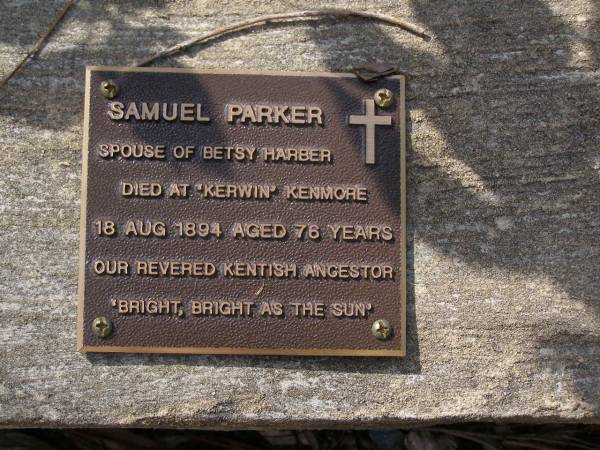 SAMUEL PARKER
SPOUSE OF BETSY HARBER
DIED AT "KERWIN" KENMORE
18 AUG 1894 AGED 76 YEARS
OUR REVERED KENTISH ANCESTOR
"BRIGHT, BRIGHT AS THE SUN"